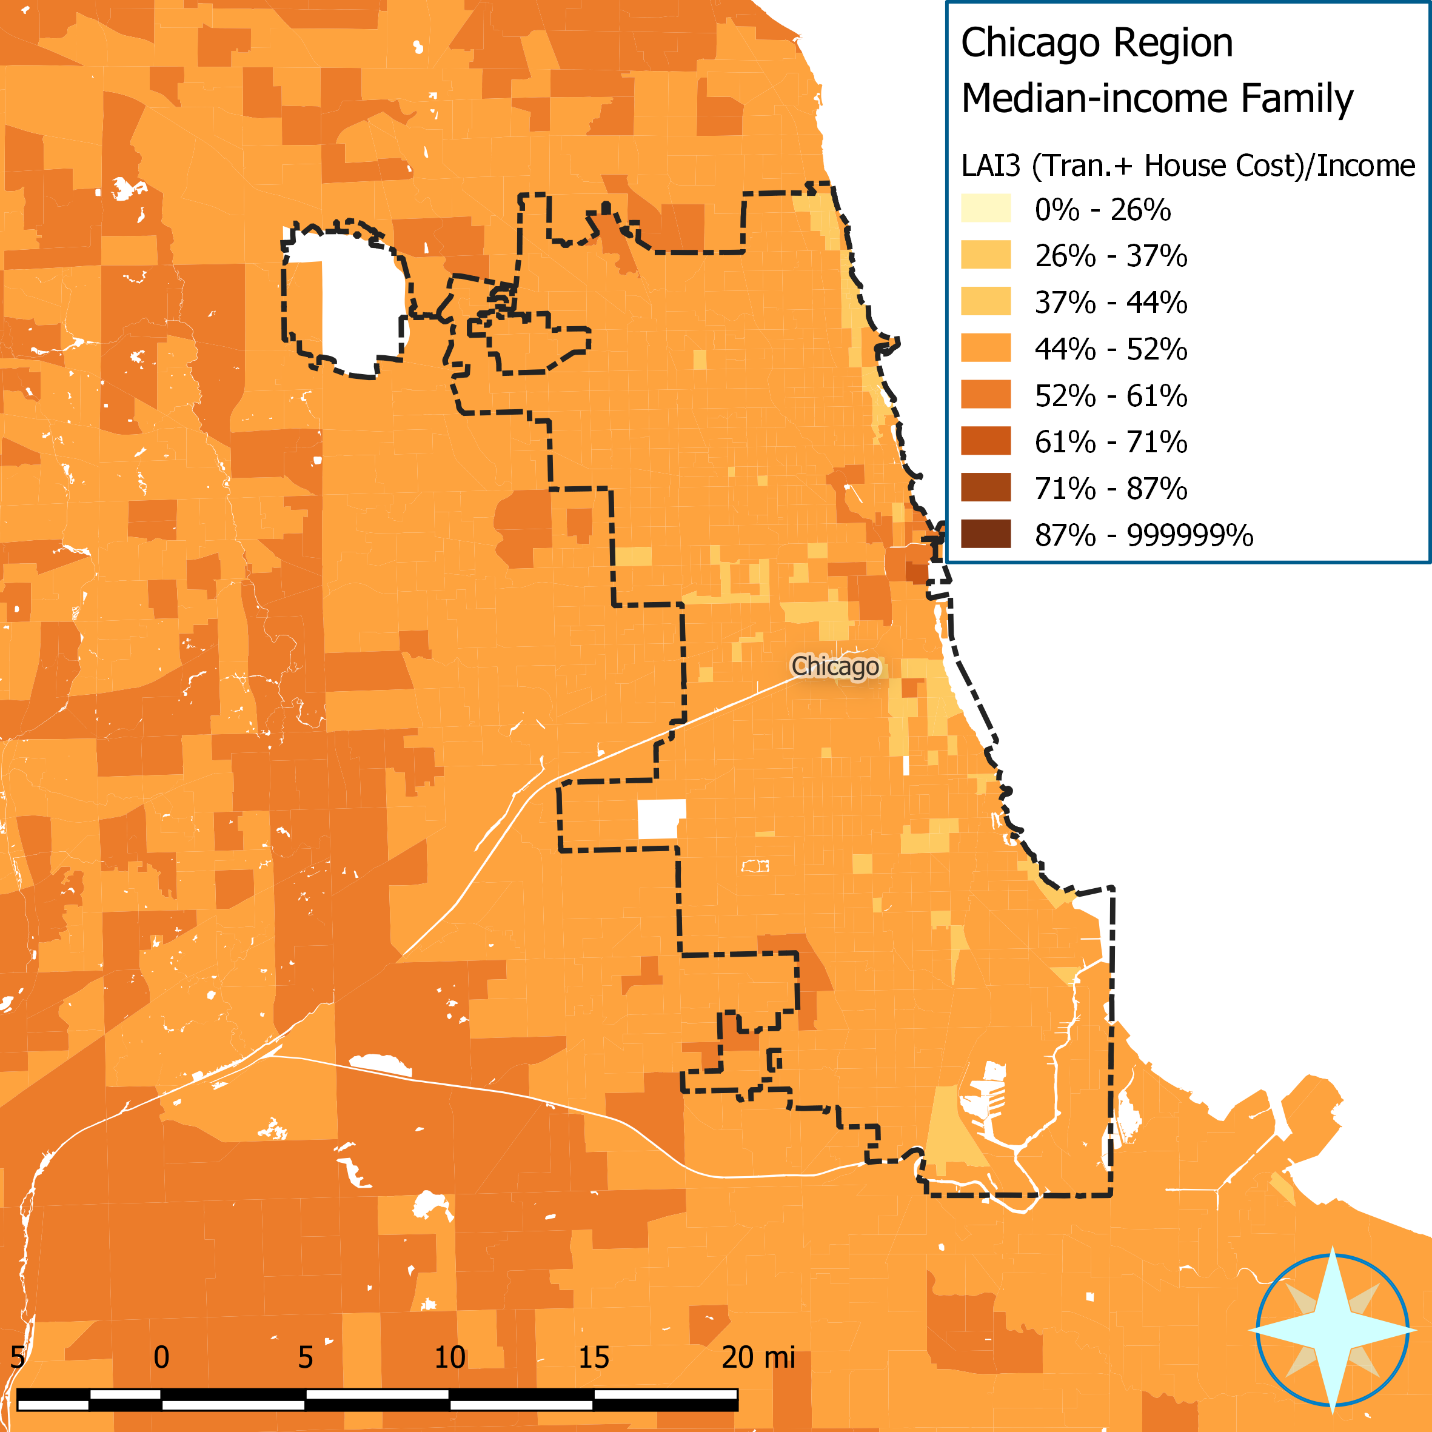 Chicago Region
Median-income Family
LAI3 (Tran.+ House Cost)/Income
0% - 26%
26% - 37%
37% - 44%
44% - 52%
52% - 61%
61% - 71%
71% - 87%
87% - 999999%
Chicago
5 0 5 10 15 20 mi